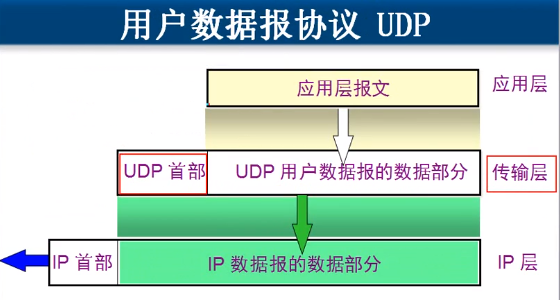 用户数据报协议 UDP
应用层报文 应用层
UDP 首部 UDP 用户数据报的数据部分 传输层
IP 首部 IP 数据报的数据部分 IP 层